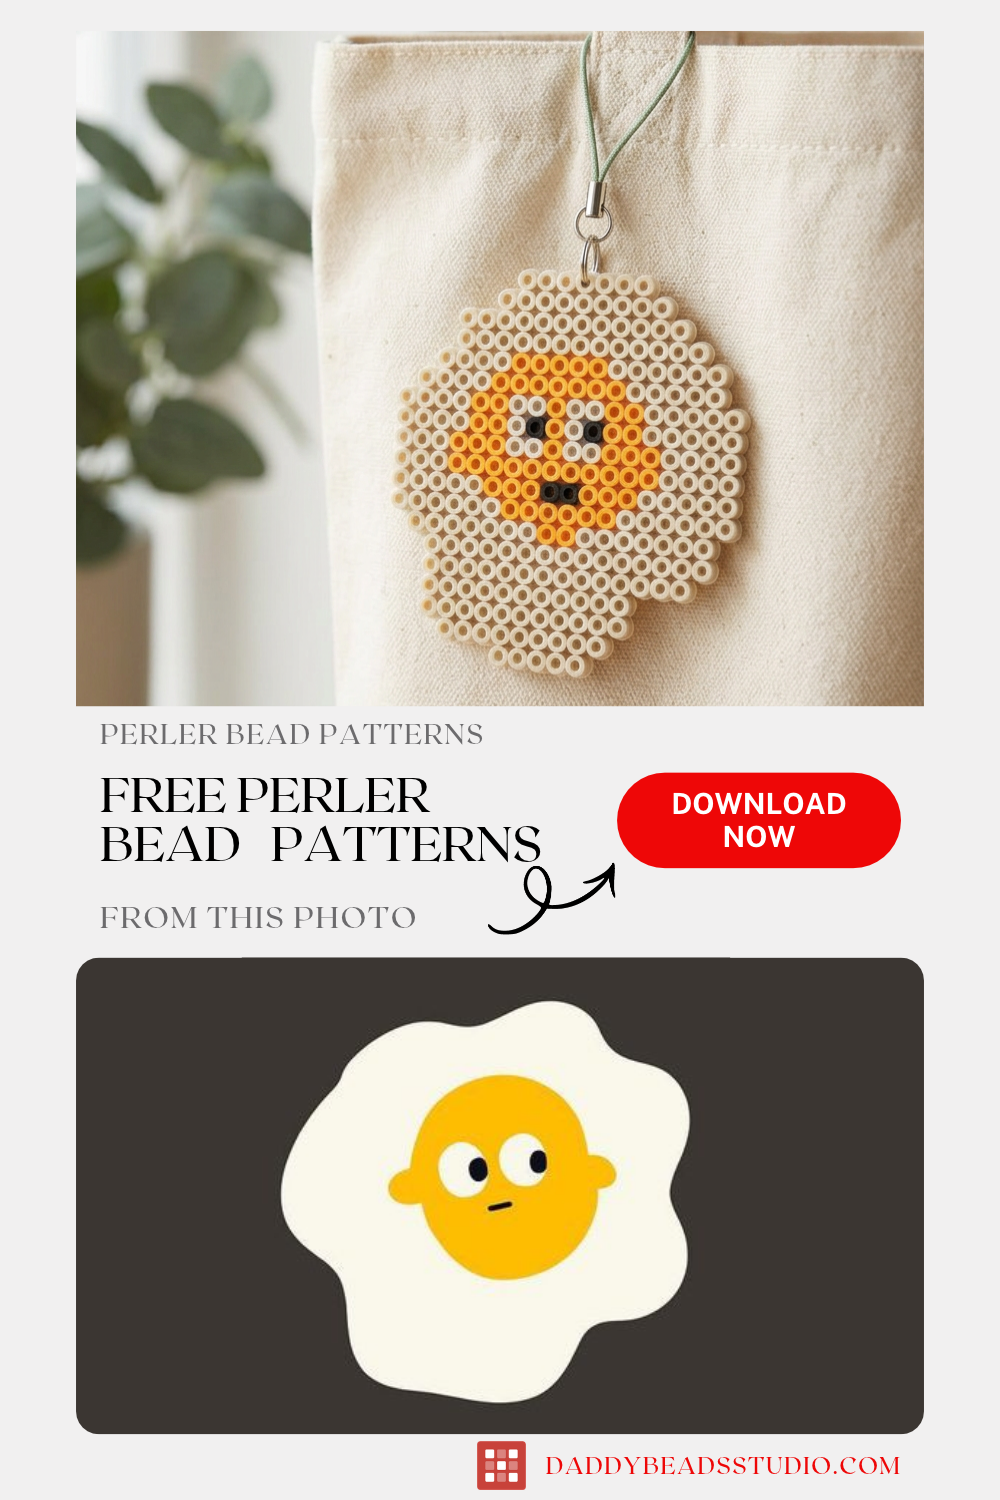 PERLER BEAD PATTERNS
FREE PERLER
BEAD PATTERNS
DOWNLOAD
NOW
FROM THIS PHOTO
DADDYBEADSSTUDIO.COM